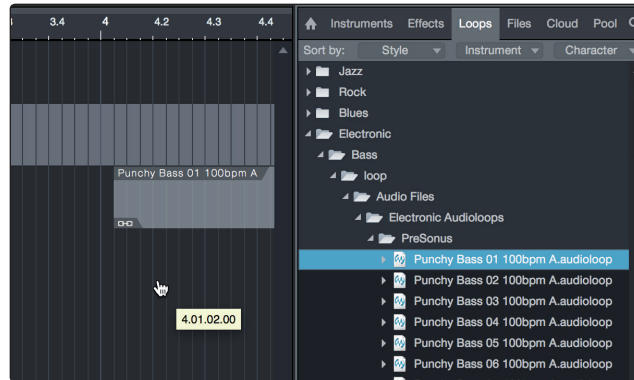 3.4 4 4.2 4.3 4.4
Instruments Effects Loops Files Cloud Pool
Sort by: Style Instrument Character
Jazz
Rock
Blues
Electronic
Bass
loop
Audio Files
Electronic Audioloops
PreSonus
Punchy Bass 01 100bpm A.audioloop
Punchy Bass 02 100bpm A.audioloop
Punchy Bass 03 100bpm A.audioloop
Punchy Bass 04 100bpm A.audioloop
Punchy Bass 05 100bpm A.audioloop
Punchy Bass 06 100bpm A.audioloop
Punchy Bass 01 100bpm A
4.01.02.00